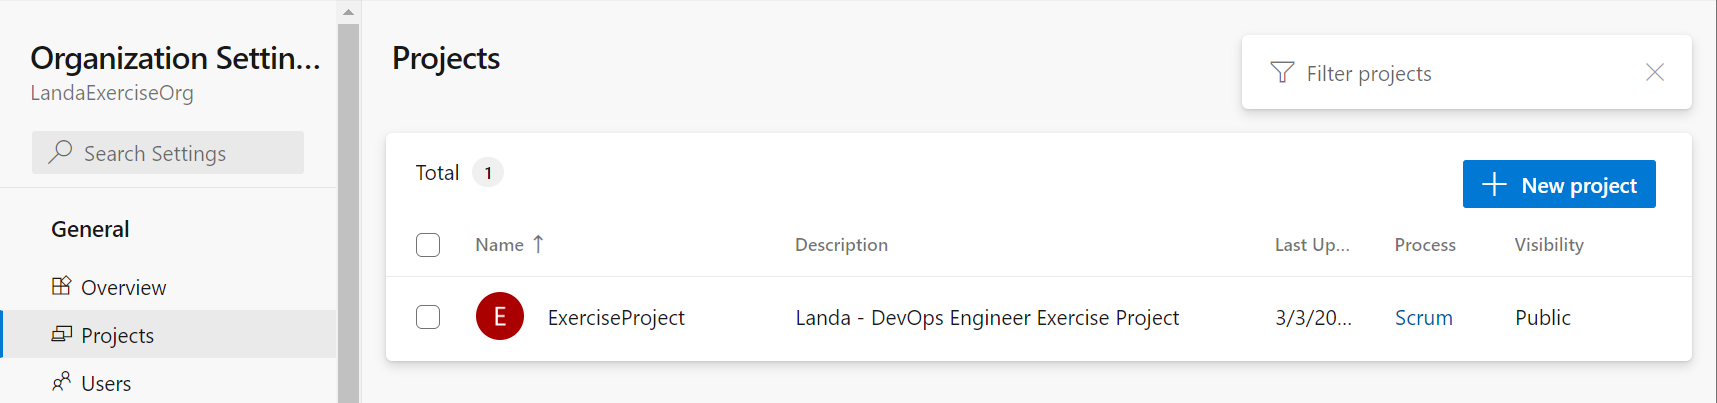 Organization Settin...
LandaExerciseOrg
Search Settings
General
Overview
Projects
Users
Projects
Filter projects
Total 1
New project
Name Description Last Up... Process Visibility
E ExerciseProject Landa - DevOps Engineer Exercise Project 3/3/20... Scrum Public